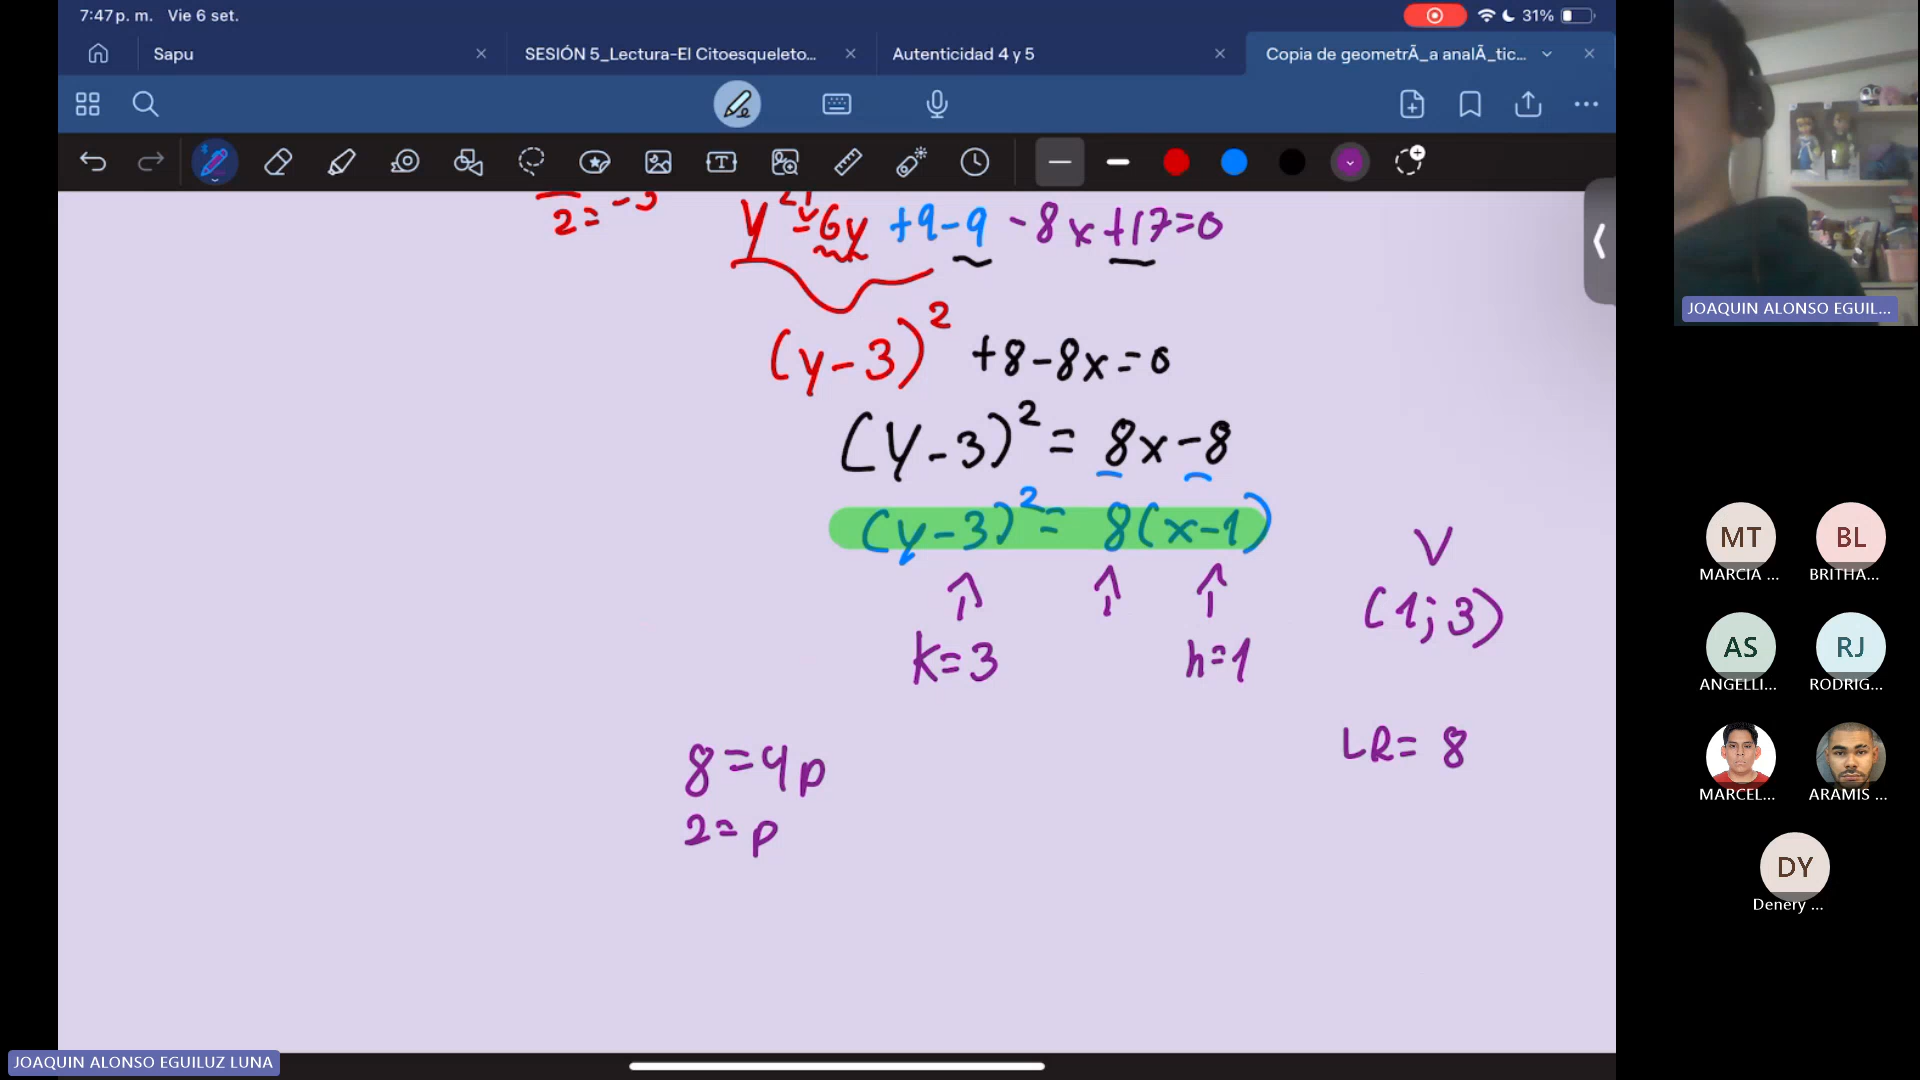 7:47 p. m. Vie 6 set.
31%
Sapu
SESIÓN 5_Lectura-El Citoesqueleto...
Autenticidad 4 y 5
Copia de geometrÃ_a analÃ_tic...
2 = -3
y² -6y +9-9 -8x+17=0
(y-3)² +8-8x=0
(y-3)² = 8x-8
(y-3)² = 8(x-1)
V
(1;3)
k=3
h=1
LR= 8
8=4p
2=p
JOAQUIN ALONSO EGUIL...
MT
MARCIA ...
BL
BRITHA...
AS
ANGELLI...
RJ
RODRIG...
MARCEL...
ARAMIS ...
DY
Denery ...
JOAQUIN ALONSO EGUILUZ LUNA